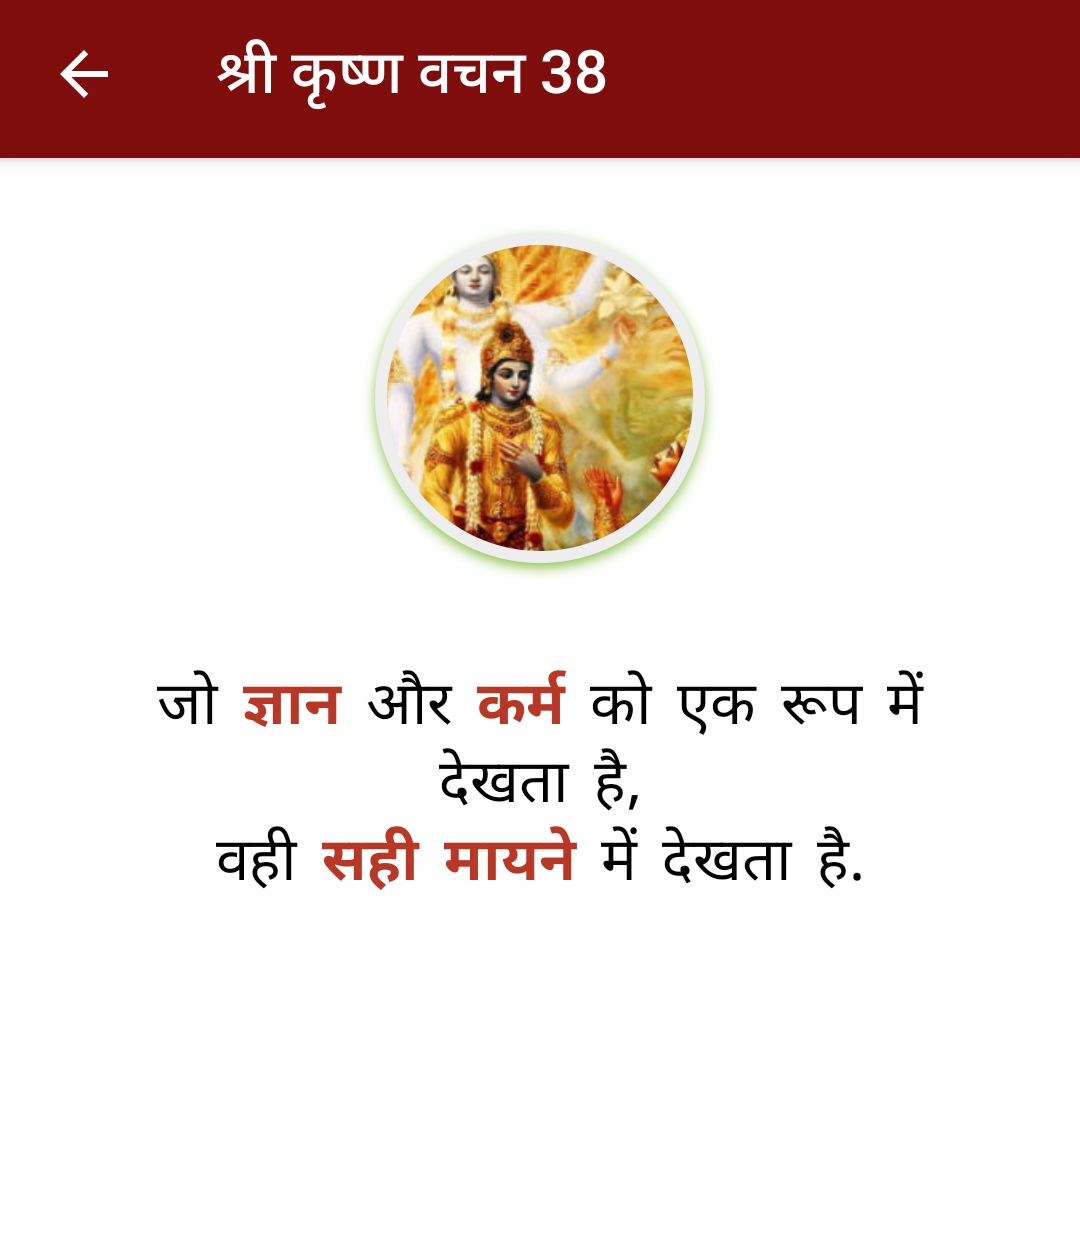 श्री कृष्ण वचन 38
जो ज्ञान और कर्म को एक रूप में
देखता है,
वही सही मायने में देखता है.